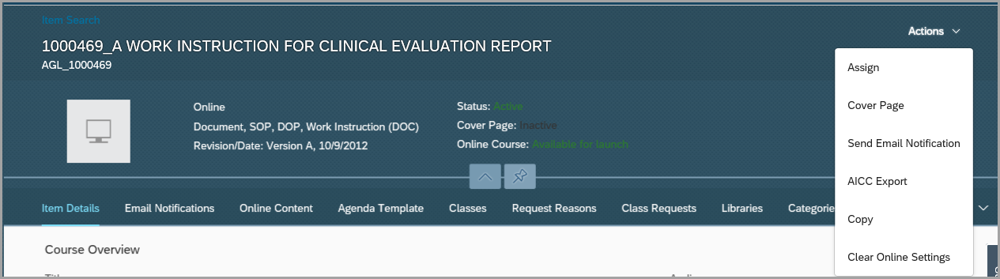 Item Search
1000469_A WORK INSTRUCTION FOR CLINICAL EVALUATION REPORT
AGL_1000469
Actions
Assign
Cover Page
Send Email Notification
AICC Export
Copy
Clear Online Settings
Online
Document, SOP, DOP, Work Instruction (DOC)
Revision/Date: Version A, 10/9/2012
Status: Active
Cover Page: Inactive
Online Course: Available for launch
Item Details Email Notifications Online Content Agenda Template Classes Request Reasons Class Requests Libraries Categorie
Course Overview